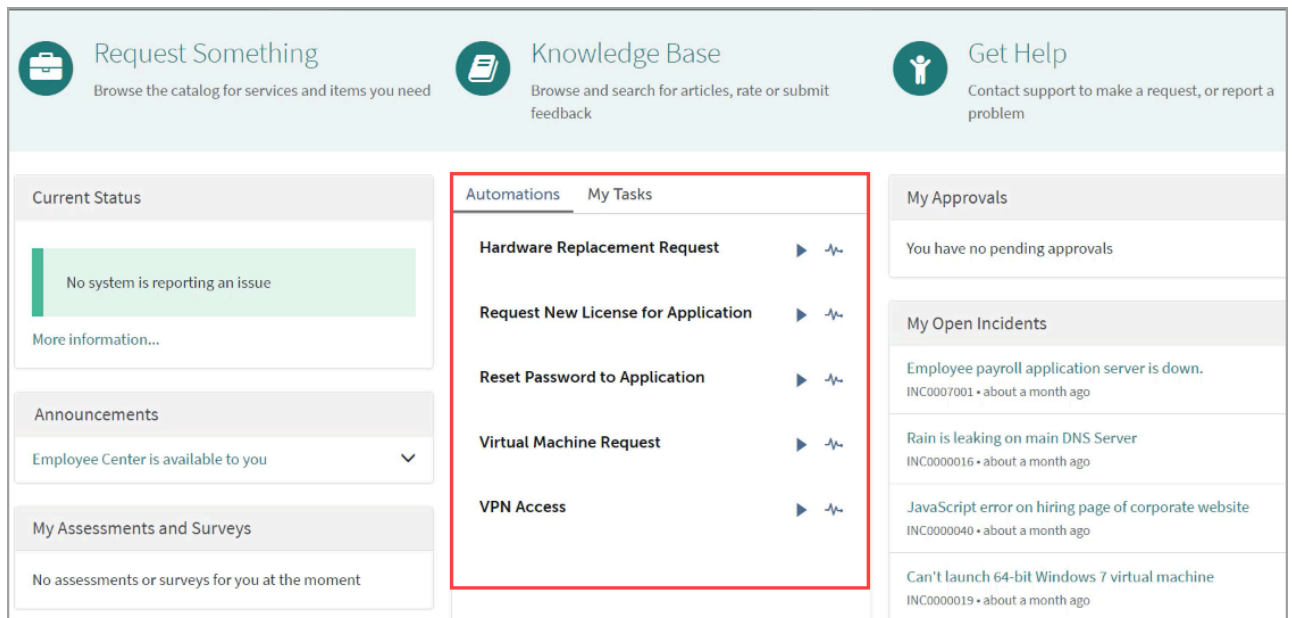 Request Something
Browse the catalog for services and items you need
Knowledge Base
Browse and search for articles, rate or submit
feedback
Get Help
Contact support to make a request, or report a
problem
Current Status
No system is reporting an issue
More information...
Announcements
Employee Center is available to you
My Assessments and Surveys
No assessments or surveys for you at the moment
Automations My Tasks
Hardware Replacement Request
Request New License for Application
Reset Password to Application
Virtual Machine Request
VPN Access
My Approvals
You have no pending approvals
My Open Incidents
Employee payroll application server is down.
INC0007001 • about a month ago
Rain is leaking on main DNS Server
INC0000016 • about a month ago
JavaScript error on hiring page of corporate website
INC0000040 • about a month ago
Can't launch 64-bit Windows 7 virtual machine
INC0000019 • about a month ago